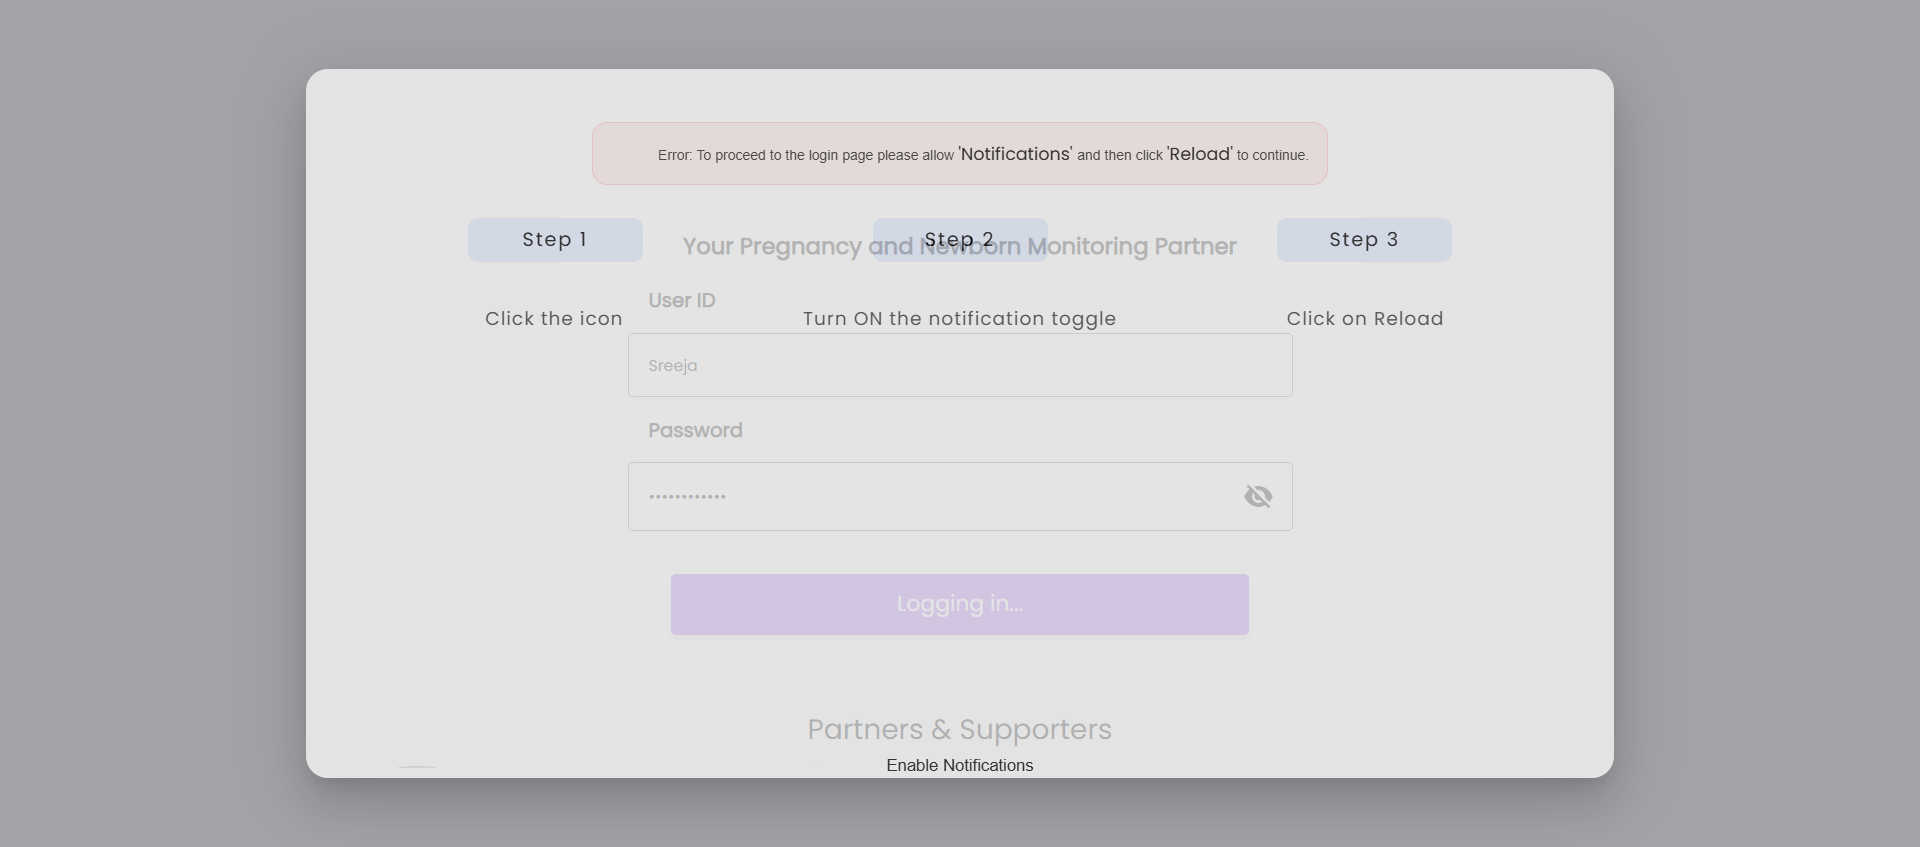 Error: To proceed to the login page please allow 'Notifications' and then click 'Reload' to continue.
Step 1
Step 2
Step 3
Your Pregnancy and Newborn Monitoring Partner
User ID
Click the icon
Turn ON the notification toggle
Click on Reload
Sreeja
Password
••••••••••••
Logging in...
Partners & Supporters
Enable Notifications